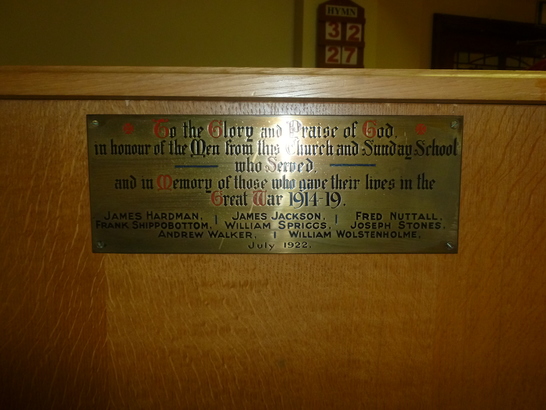 HYMNS
32
27
To the Glory and Praise of God,
in honour of the Men from this Church and Sunday School
who Served,
and in Memory of those who gave their lives in the
Great War 1914-19.
JAMES HARDMAN, | JAMES JACKSON, | FRED NUTTALL,
FRANK SHIPPOBOTTOM, WILLIAM SPRIGGS, JOSEPH STONES,
ANDREW WALKER, | WILLIAM WOLSTENHOLME,
July 1922.